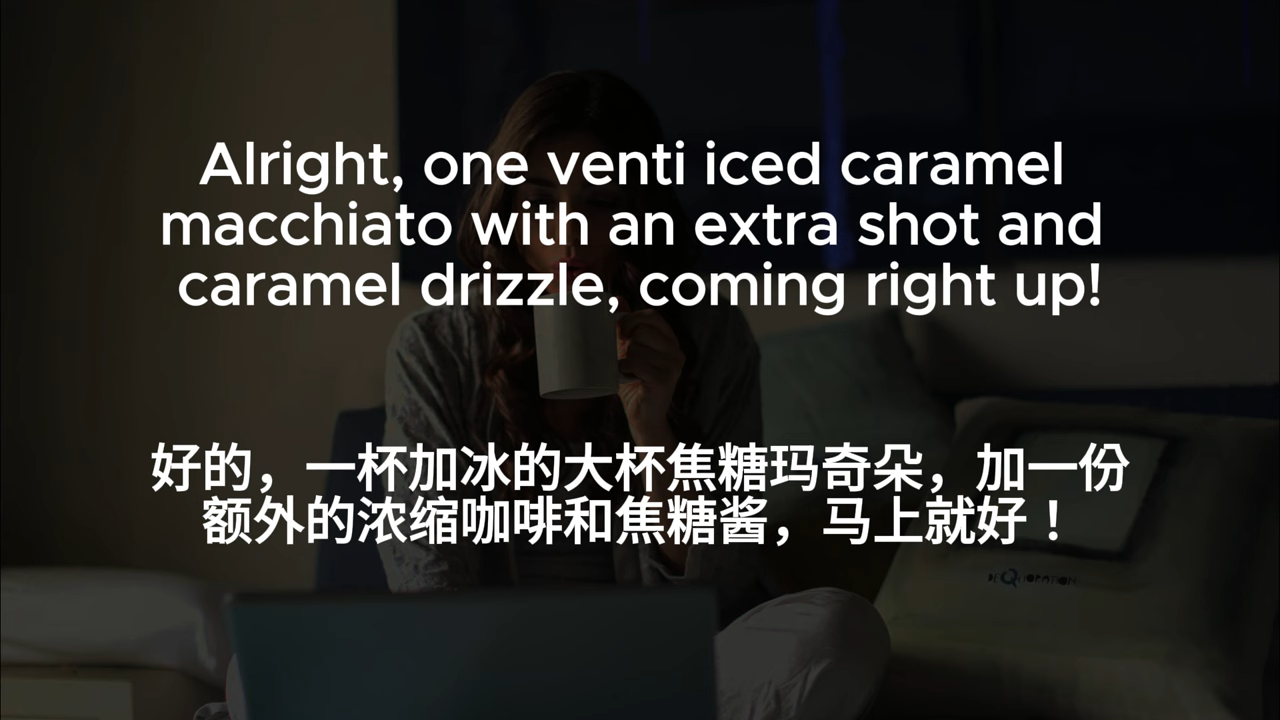 Alright, one venti iced caramel
macchiato with an extra shot and
caramel drizzle, coming right up!
好的，一杯加冰的大杯焦糖玛奇朵，加一份
额外的浓缩咖啡和焦糖酱，马上就好！